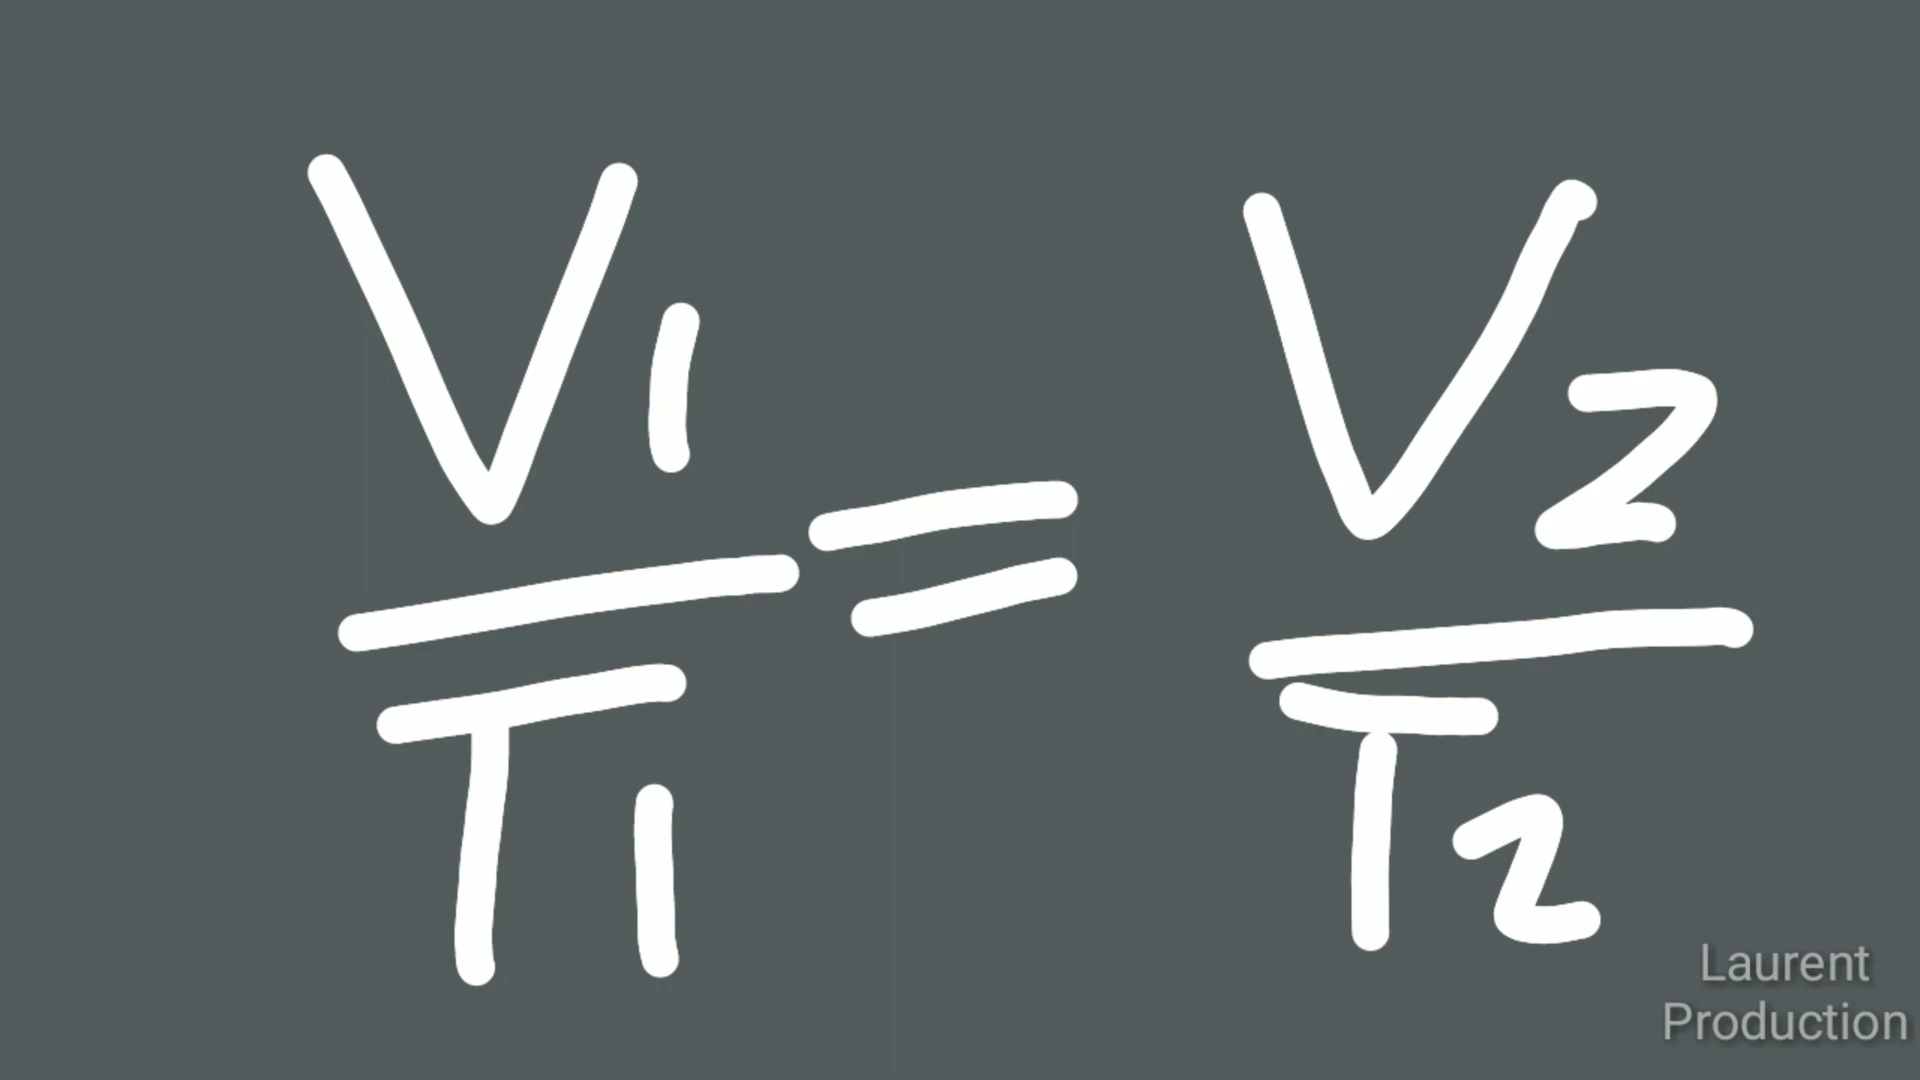 V1 = V2
T1 T2
Laurent
Production